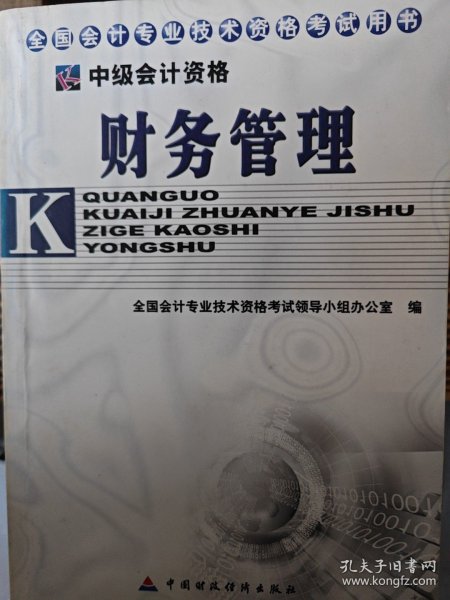 全国会计专业技术资格考试用书
中级会计资格
财务管理
K
QUANGUO
KUAIJI ZHUANYE JISHU
ZIGE KAOSHI
YONGSHU
全国会计专业技术资格考试领导小组办公室 编
中国财政经济出版社
孔夫子旧书网
www.kongfz.com